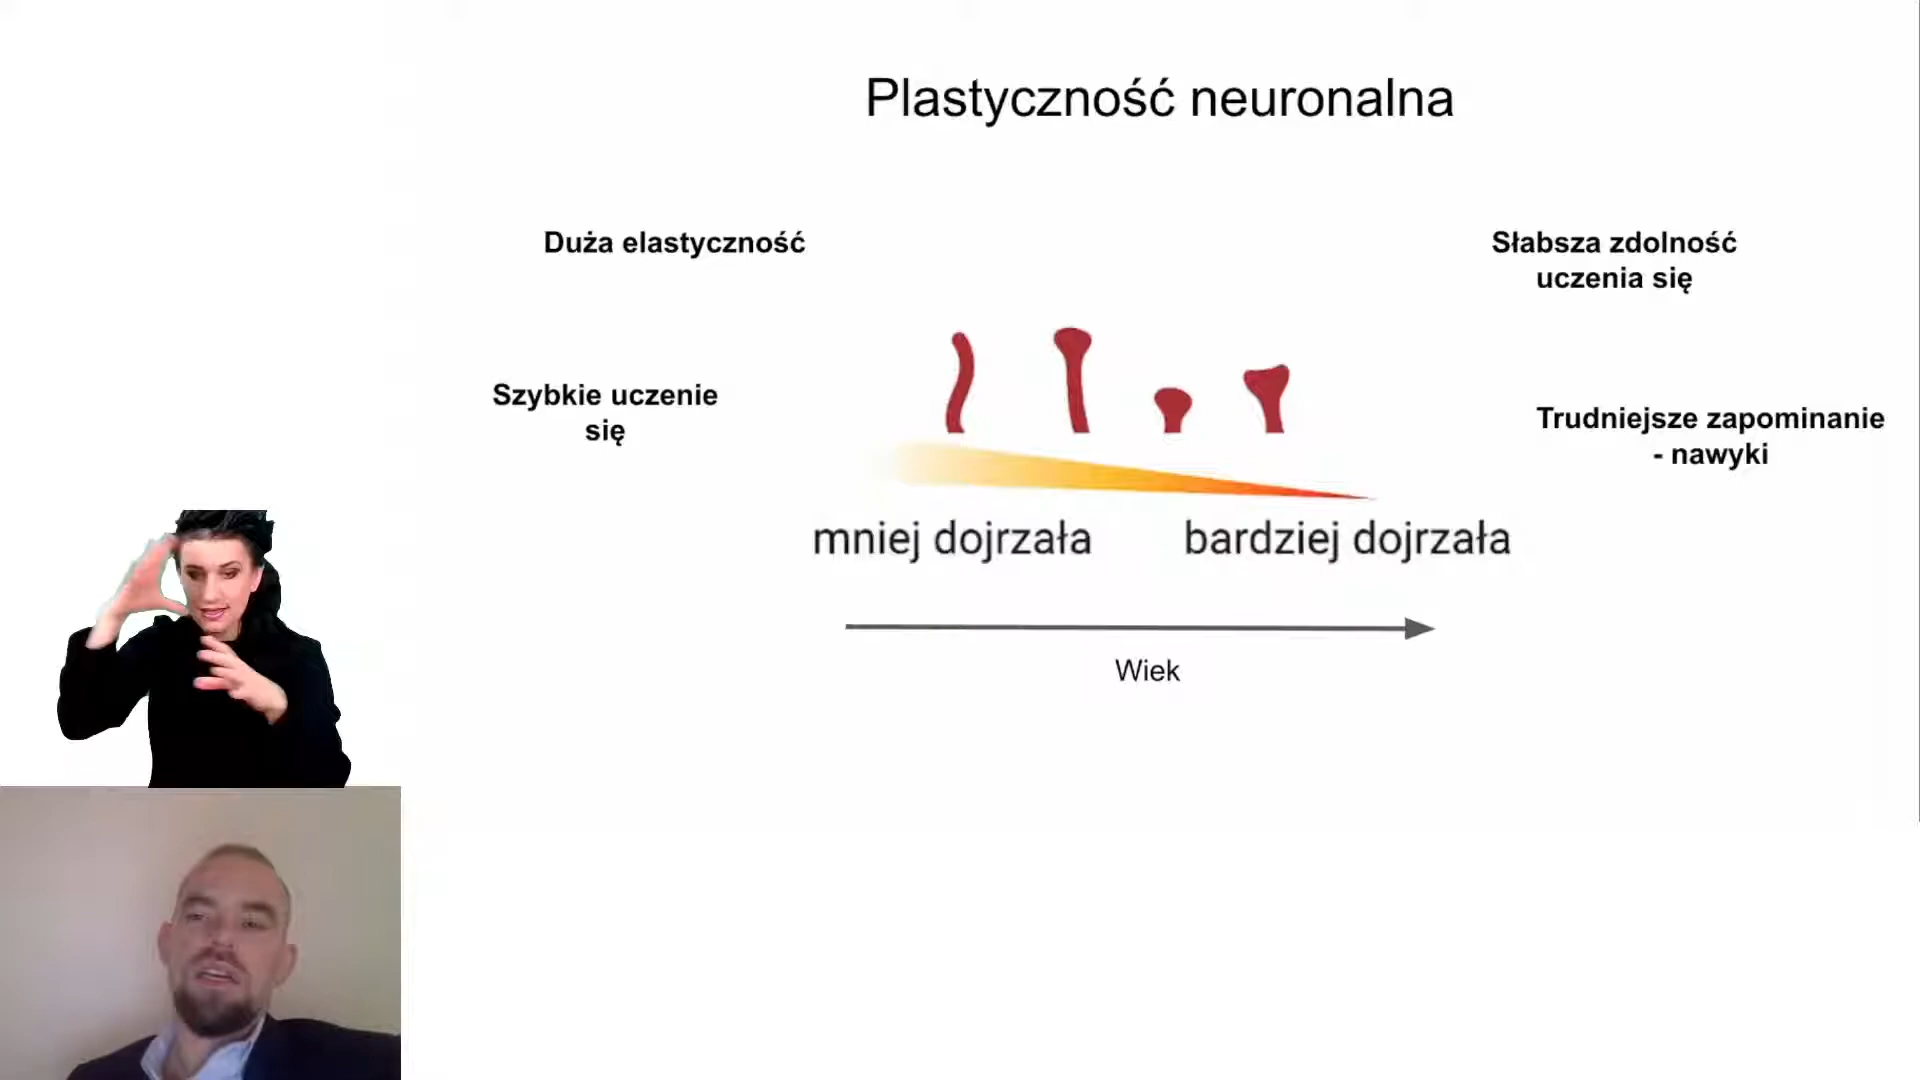 Plastyczność neuronalna
Duża elastyczność
Szybkie uczenie
się
Słabsza zdolność
uczenia się
Trudniejsze zapominanie
- nawyki
mniej dojrzała
bardziej dojrzała
Wiek